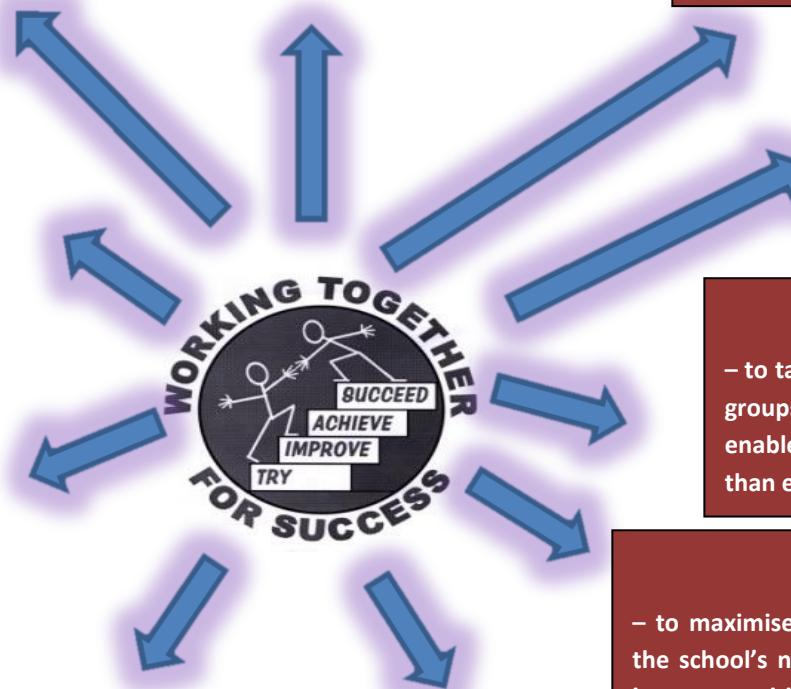 WORKING TOGETHER
SUCCEED
ACHIEVE
IMPROVE
TRY
FOR SUCCESS
– to ta
groups
enable
than e
– to maximise
the school's n